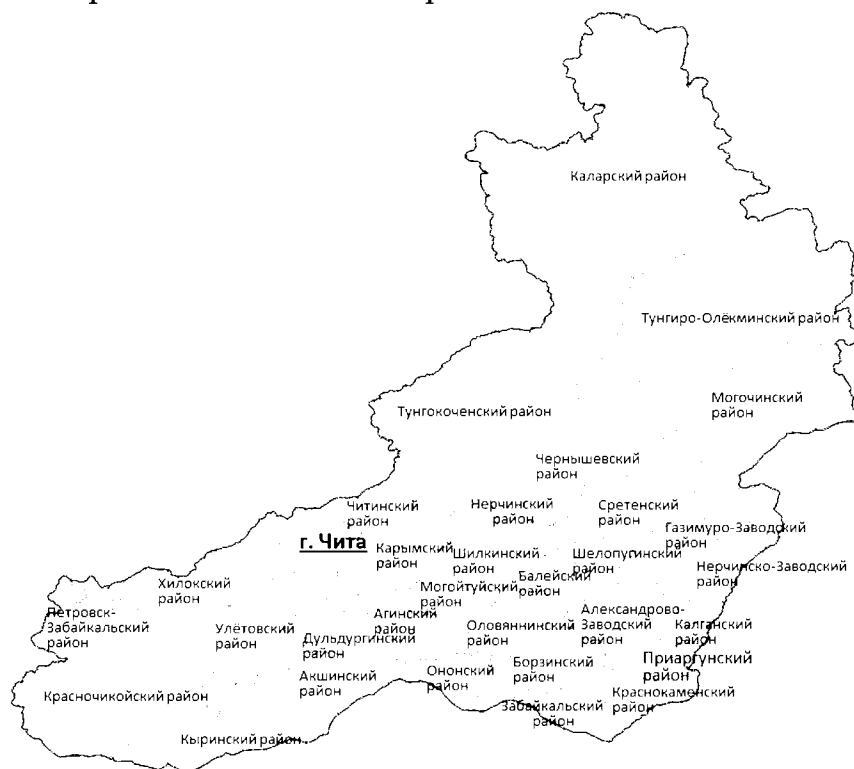 Каларский район
Тунгиро-Олёкминский район
Могочинский
район
Тунгокоченский район
Чернышевский
район
Читинский
район
Нерчинский
район
Сретенский
район
Газимуро-Заводский
район
г. Чита
Карымский
район
Шилкинский
район
Шелопугинский
район
Нерчинско-Заводский
район
Хилокский
район
Могойтуйский
район
Балейский
район
Петровск-
Забайкальский
район
Улётовский
район
Агинский
район
Дульдургинский
район
Оловяннинский
район
Александрово-
Заводский
район
Калганский
район
Приаргунский
район
Красночикойский район
Акшинский
район
Ононский
район
Борзинский
район
Краснокаменский
район
Забайкальский
район
Кыринский район